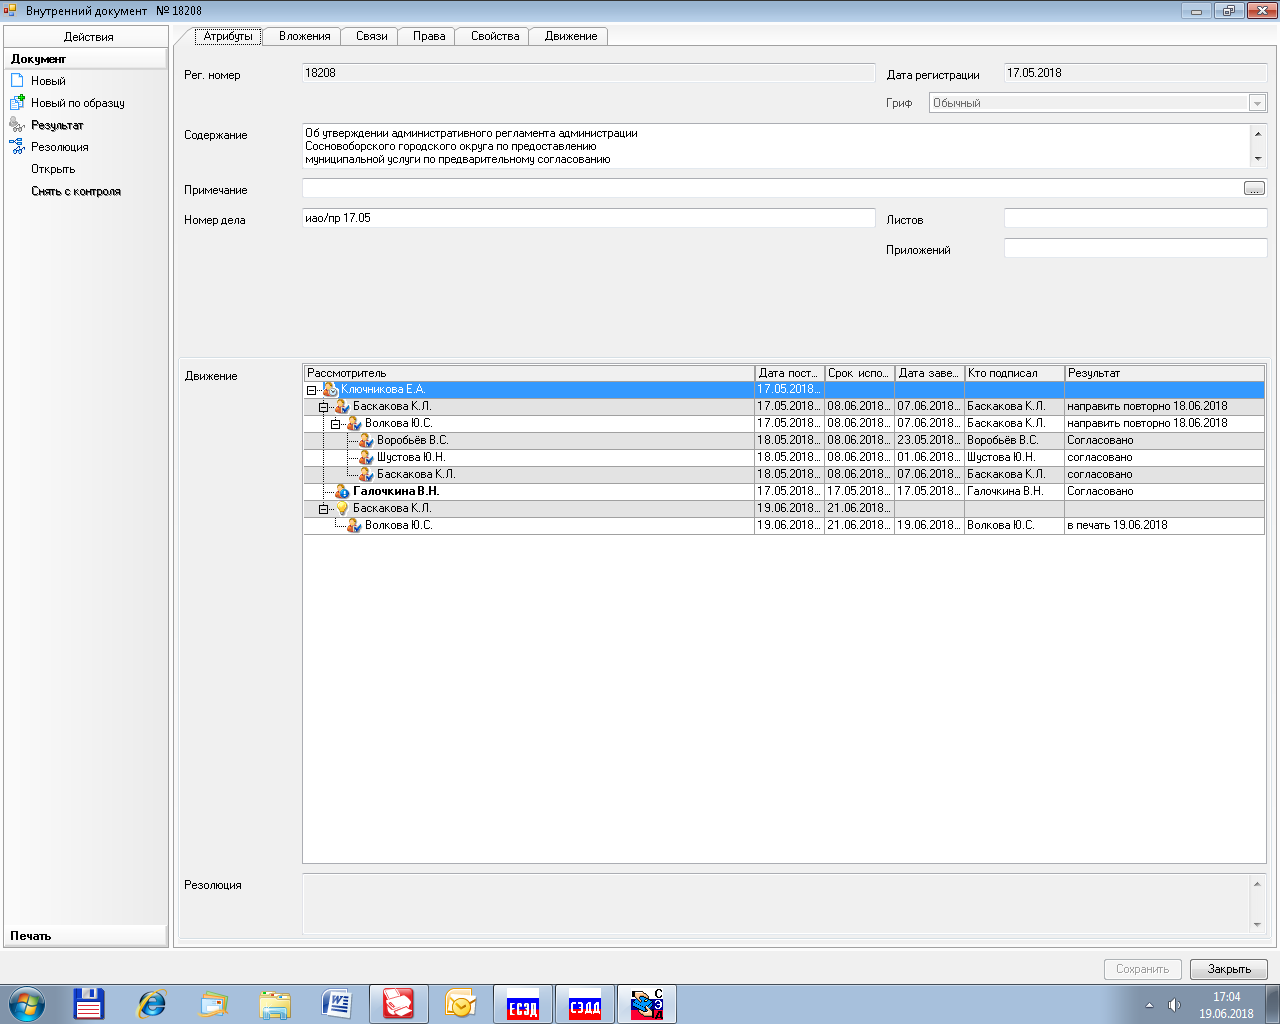 Внутренний документ № 18208
Действия
Документ
Новый
Новый по образцу
Результат
Резолюция
Открыть
Снять с контроля
Печать
Атрибуты Вложения Связи Права Свойства Движение
Рег. номер 18208 Дата регистрации 17.05.2018
Гриф Обычный
Содержание
Об утверждении административного регламента администрации
Сосновоборского городского округа по предоставлению
муниципальной услуги по предварительному согласованию
Примечание ...
Номер дела иао/пр 17.05 Листов
Приложений
Движение
Рассмотритель Дата пост... Срок испо... Дата заве... Кто подписал Результат
Ключникова Е.А. 17.05.2018...
Баскакова К.Л. 17.05.2018... 08.06.2018... 07.06.2018... Баскакова К.Л. направить повторно 18.06.2018
Волкова Ю.С. 17.05.2018... 08.06.2018... 07.06.2018... Баскакова К.Л. направить повторно 18.06.2018
Воробьёв В.С. 18.05.2018... 08.06.2018... 23.05.2018... Воробьёв В.С. Согласовано
Шустова Ю.Н. 18.05.2018... 08.06.2018... 01.06.2018... Шустова Ю.Н. согласовано
Баскакова К.Л. 18.05.2018... 08.06.2018... 07.06.2018... Баскакова К.Л. согласовано
Галочкина В.Н. 17.05.2018... 17.05.2018... 17.05.2018... Галочкина В.Н. Согласовано
Баскакова К.Л. 19.06.2018... 21.06.2018...
Волкова Ю.С. 19.06.2018... 21.06.2018... 19.06.2018... Волкова Ю.С. в печать 19.06.2018
Резолюция
Сохранить Закрыть
ЕСЭД СЭДД СЭД
17:04
19.06.2018